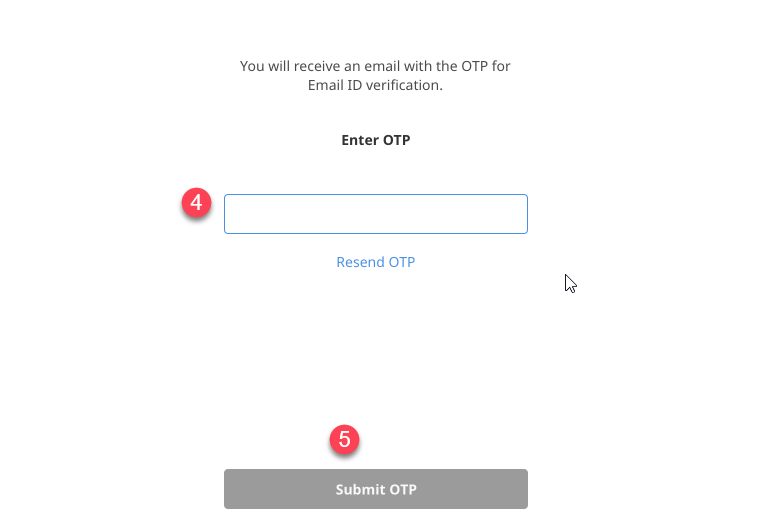 You will receive an email with the OTP for
Email ID verification.
Enter OTP
4
Resend OTP
5
Submit OTP